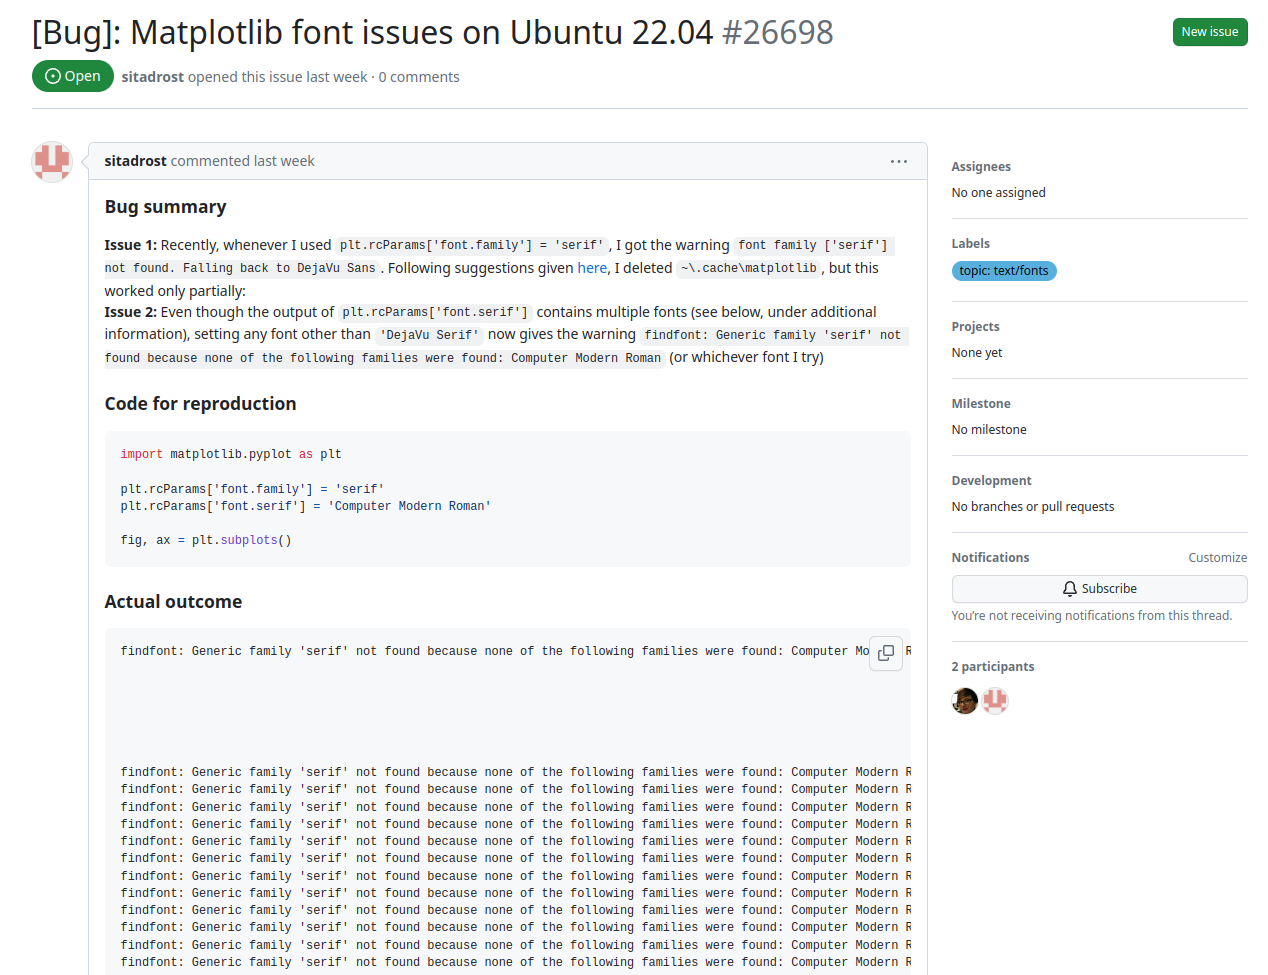 [Bug]: Matplotlib font issues on Ubuntu 22.04 #26698
New issue
Open
sitadrost opened this issue last week · 0 comments
sitadrost commented last week
Bug summary
Issue 1: Recently, whenever I used plt.rcParams['font.family'] = 'serif', I got the warning font family ['serif']
not found. Falling back to DejaVu Sans. Following suggestions given here, I deleted ~\.cache\matplotlib, but this
worked only partially:
Issue 2: Even though the output of plt.rcParams['font.serif'] contains multiple fonts (see below, under additional
information), setting any font other than 'DejaVu Serif' now gives the warning findfont: Generic family 'serif' not
found because none of the following families were found: Computer Modern Roman (or whichever font I try)
Code for reproduction
import matplotlib.pyplot as plt
plt.rcParams['font.family'] = 'serif'
plt.rcParams['font.serif'] = 'Computer Modern Roman'
fig, ax = plt.subplots()
Actual outcome
findfont: Generic family 'serif' not found because none of the following families were found: Computer Mo R
findfont: Generic family 'serif' not found because none of the following families were found: Computer Modern R
findfont: Generic family 'serif' not found because none of the following families were found: Computer Modern R
findfont: Generic family 'serif' not found because none of the following families were found: Computer Modern R
findfont: Generic family 'serif' not found because none of the following families were found: Computer Modern R
findfont: Generic family 'serif' not found because none of the following families were found: Computer Modern R
findfont: Generic family 'serif' not found because none of the following families were found: Computer Modern R
findfont: Generic family 'serif' not found because none of the following families were found: Computer Modern R
findfont: Generic family 'serif' not found because none of the following families were found: Computer Modern R
findfont: Generic family 'serif' not found because none of the following families were found: Computer Modern R
findfont: Generic family 'serif' not found because none of the following families were found: Computer Modern R
findfont: Generic family 'serif' not found because none of the following families were found: Computer Modern R
findfont: Generic family 'serif' not found because none of the following families were found: Computer Modern R
Assignees
No one assigned
Labels
topic: text/fonts
Projects
None yet
Milestone
No milestone
Development
No branches or pull requests
Notifications
Customize
Subscribe
You're not receiving notifications from this thread.
2 participants